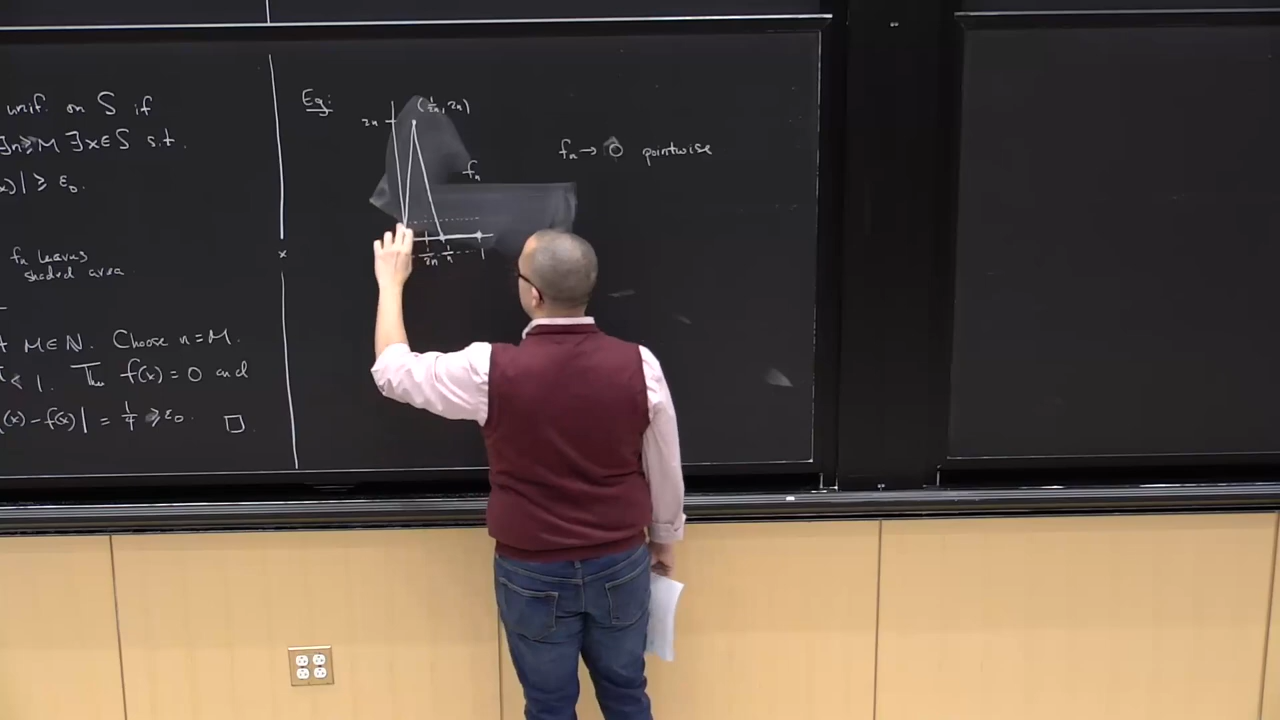 unif. on S if
∃n≥M ∃x∈S s.t.
x)| ≥ ε₀.
fₙ leaves
shaded area
M∈ℕ. Choose n=M.
< 1. Then f(x) = 0 and
(x) - f(x)| = 1/4 ≥ ε₀. □
x
Eg:
(1/2n, 2n)
2n
fₙ
1/2n 1/n 1
fₙ → 0 pointwise